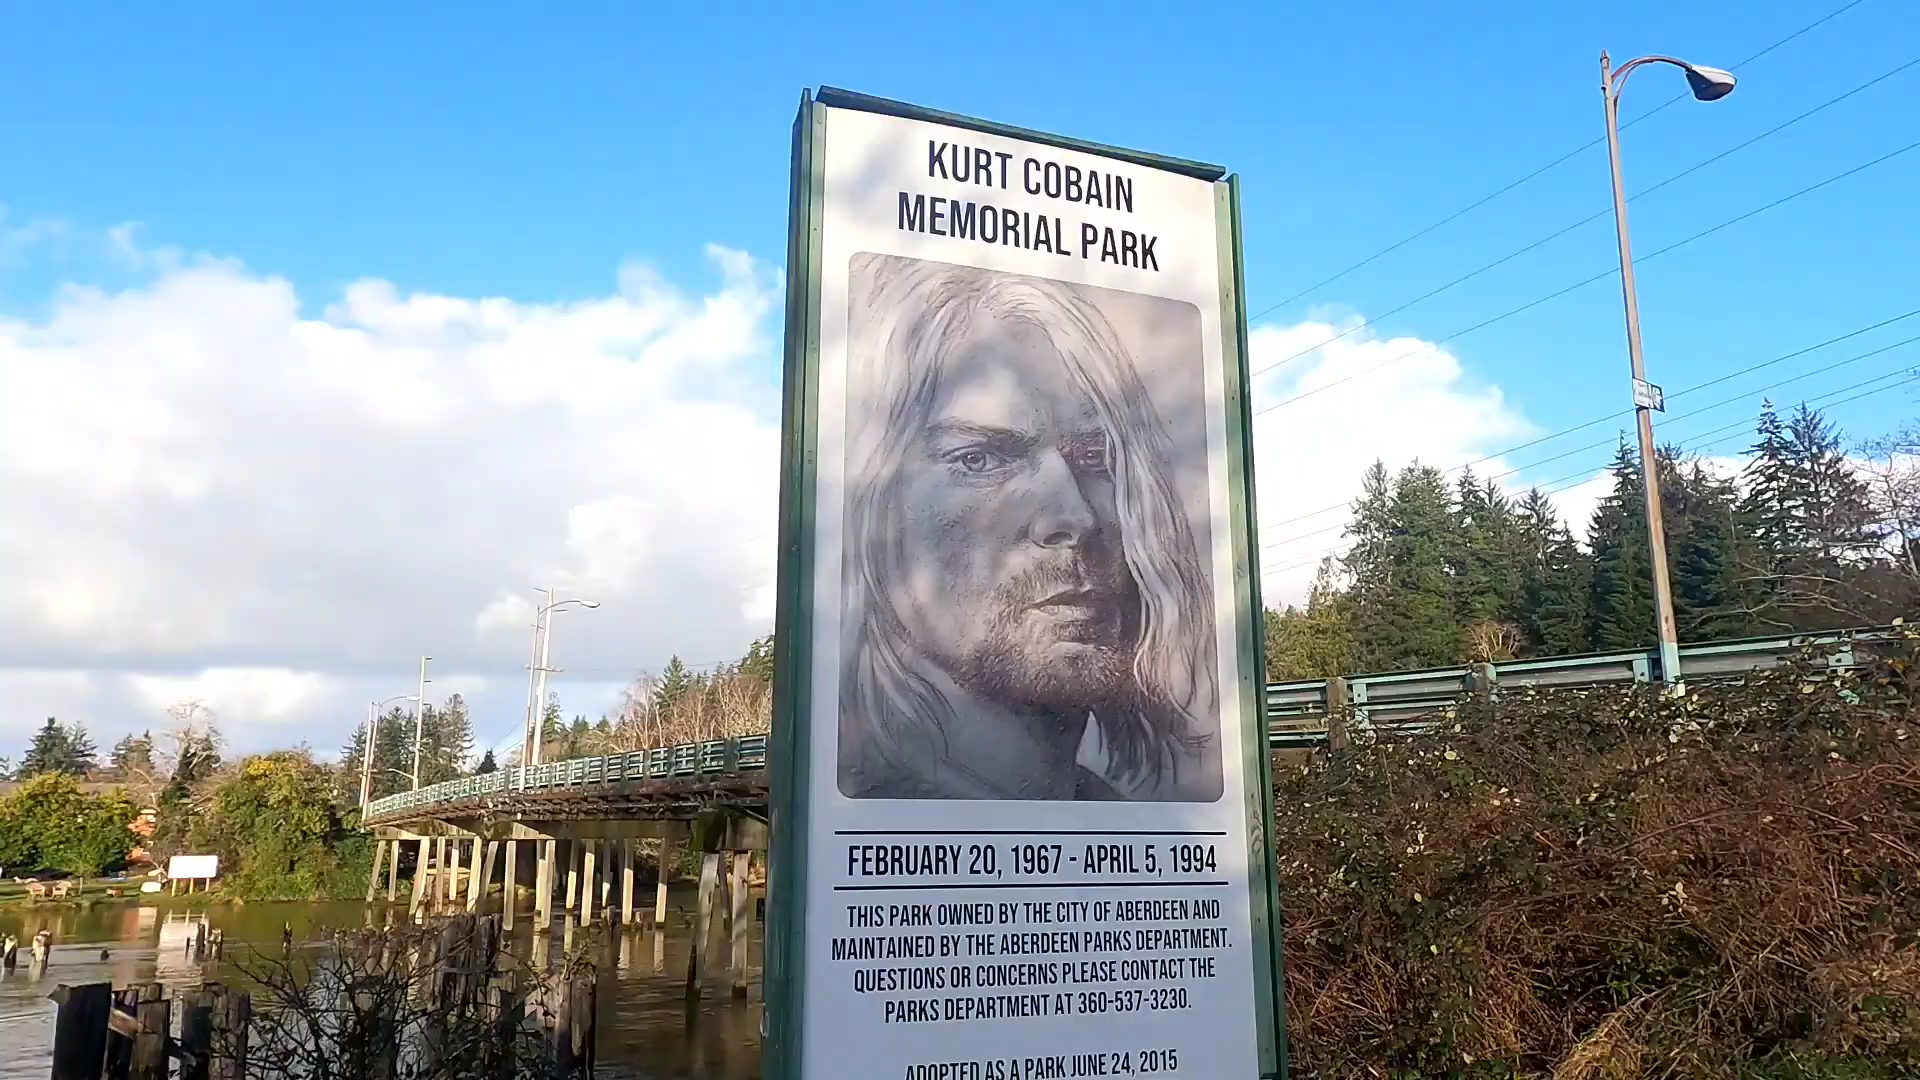 KURT COBAIN
MEMORIAL PARK
FEBRUARY 20, 1967 - APRIL 5, 1994
THIS PARK OWNED BY THE CITY OF ABERDEEN AND
MAINTAINED BY THE ABERDEEN PARKS DEPARTMENT.
QUESTIONS OR CONCERNS PLEASE CONTACT THE
PARKS DEPARTMENT AT 360-537-3230.
ADOPTED AS A PARK JUNE 24, 2015